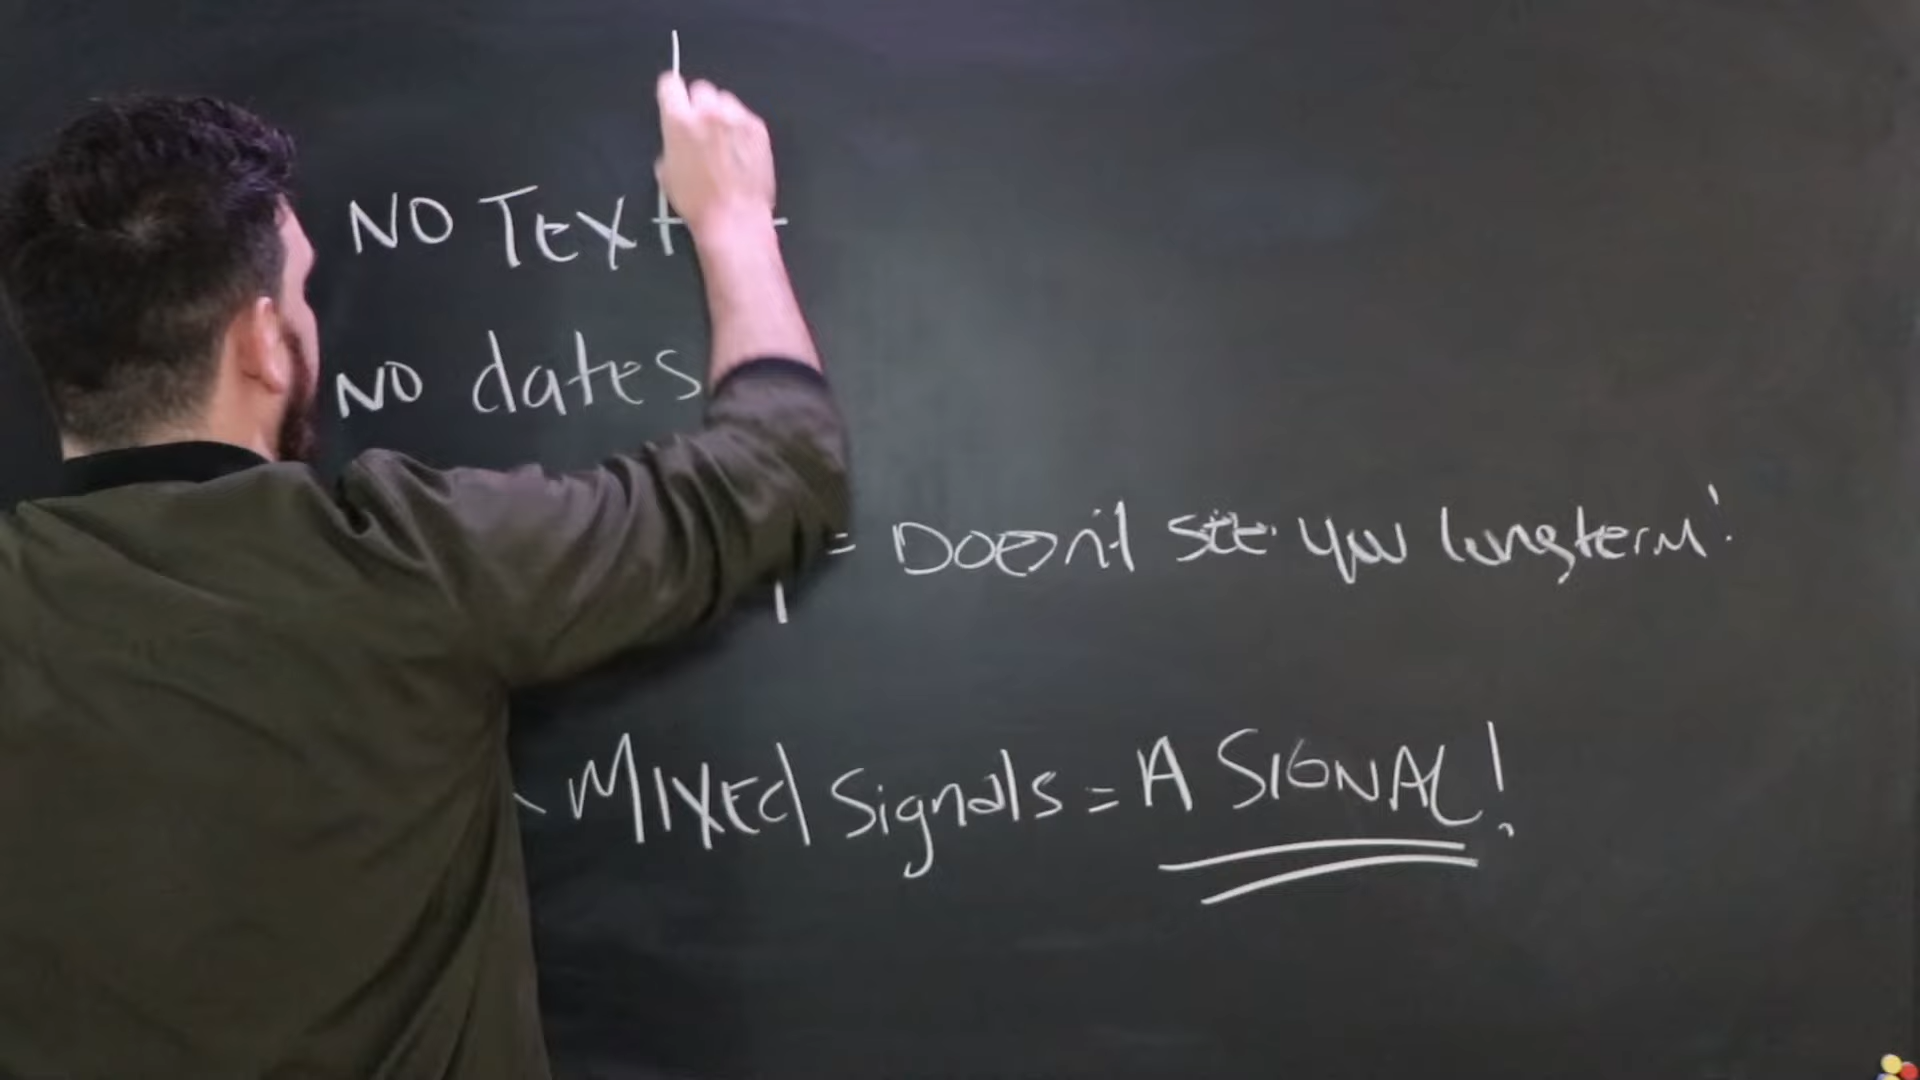 NO Text
NO dates
= Doesn't see you longterm!
Mixed Signals = A SIGNAL!